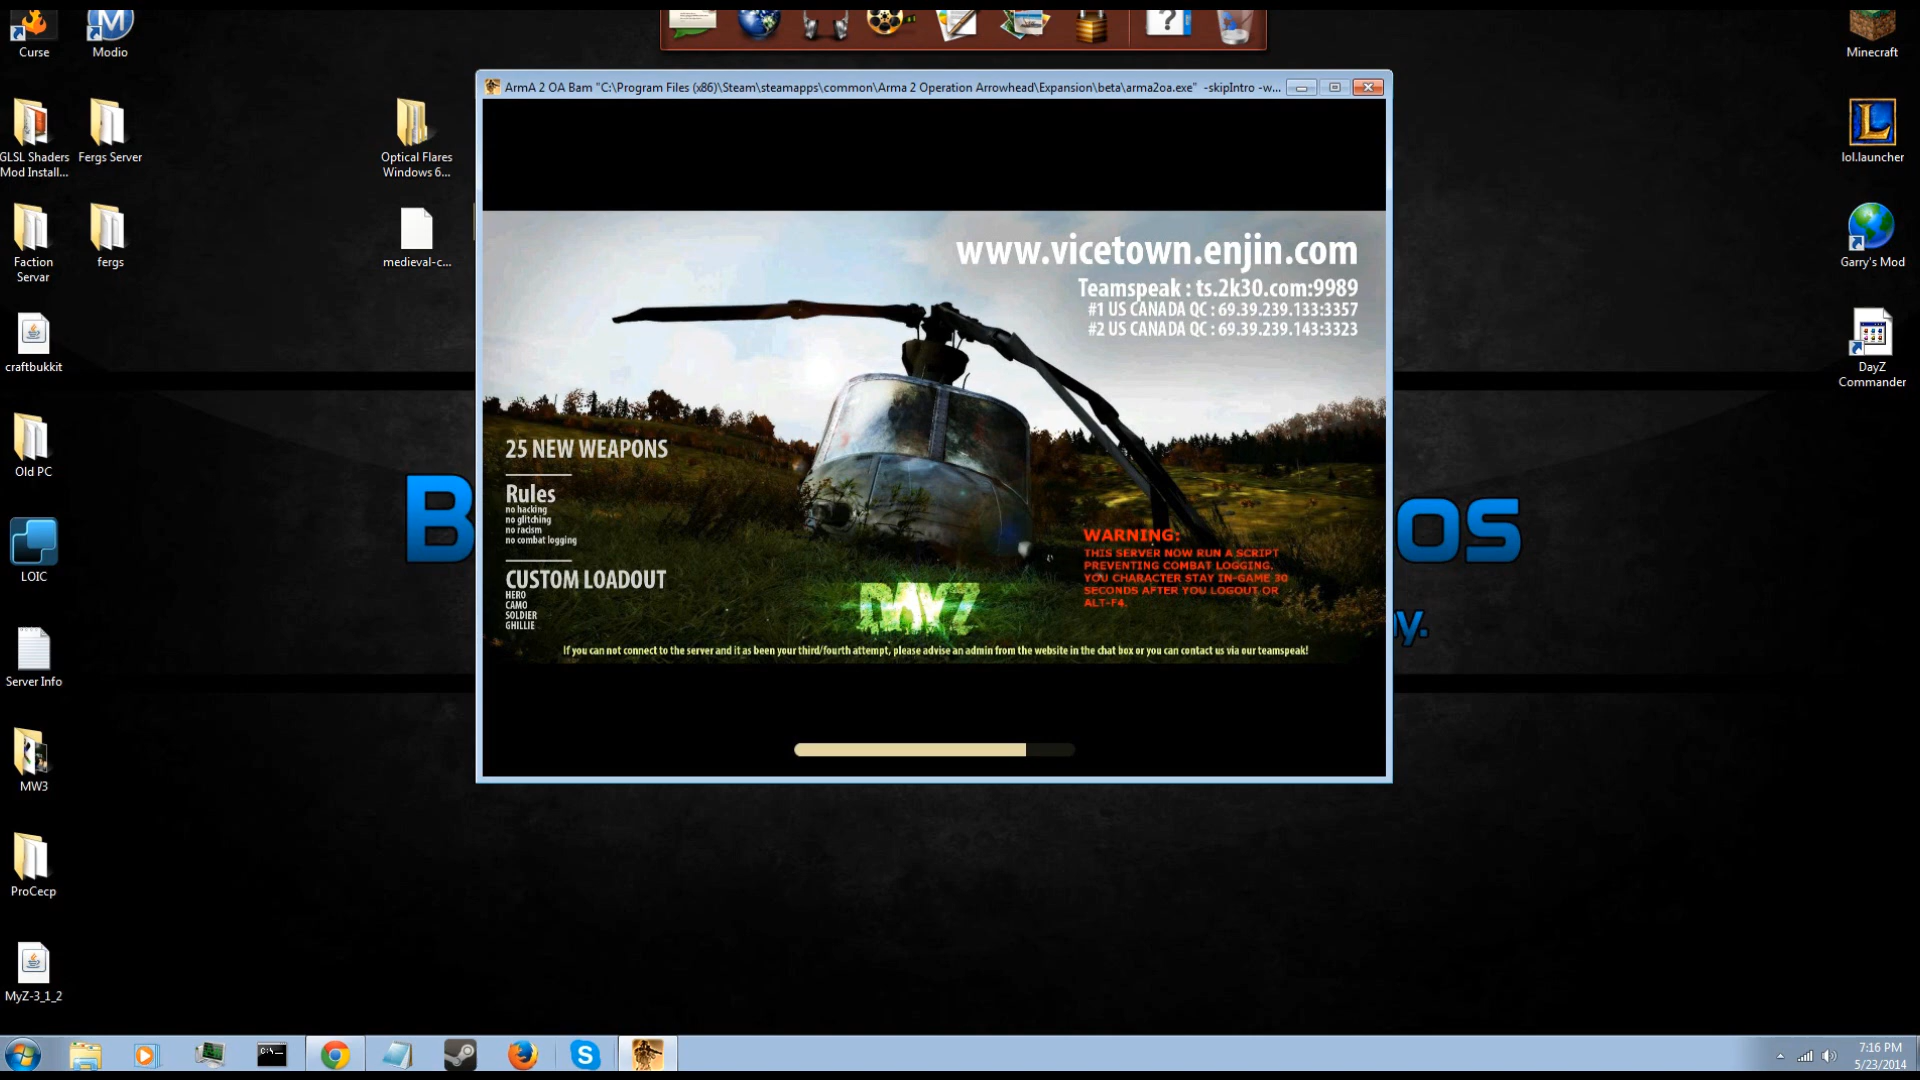 Curse
Modio
Minecraft
ArmA 2 OA Bam "C:\Program Files (x86)\Steam\steamapps\common\Arma 2 Operation Arrowhead\Expansion\beta\arma2oa.exe" -skipIntro -w...
GLSL Shaders
Mod Install...
Fergs Server
Optical Flares
Windows 6...
lol.launcher
Faction
Servar
fergs
medieval-c...
Garry's Mod
craftbukkit
DayZ
Commander
Old PC
LOIC
Server Info
MW3
ProCecp
MyZ-3_1_2
B
OS
y.
www.vicetown.enjin.com
Teamspeak : ts.2k30.com:9989
#1 US CANADA QC : 69.39.239.133:3357
#2 US CANADA QC : 69.39.239.143:3323
25 NEW WEAPONS
Rules
no hacking
no glitching
no racism
no combat logging
CUSTOM LOADOUT
HERO
CAMO
SOLDIER
GHILLIE
WARNING:
THIS SERVER NOW RUN A SCRIPT
PREVENTING COMBAT LOGGING.
YOU CHARACTER STAY IN-GAME 30
SECONDS AFTER YOU LOGOUT OR
ALT-F4.
DAYZ
If you can not connect to the server and it as been your third/fourth attempt, please advise an admin from the website in the chat box or you can contact us via our teamspeak!
7:16 PM
5/23/2014